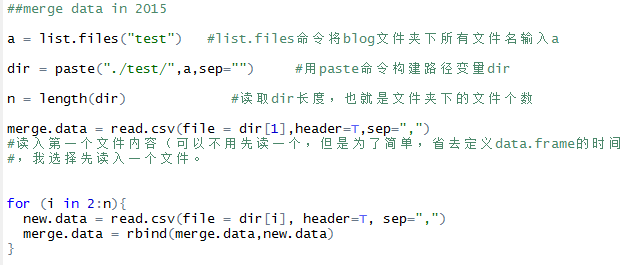 ##merge data in 2015
a = list.files("test")   #list.files命令将blog文件夹下所有文件名输入a
dir = paste("./test/",a,sep="")     #用paste命令构建路径变量dir
n = length(dir)             #读取dir长度，也就是文件夹下的文件个数
merge.data = read.csv(file = dir[1],header=T,sep=",")
#读入第一个文件内容（可以不用先读一个，但是为了简单，省去定义data.frame的时间
#，我选择先读入一个文件。
for (i in 2:n){
  new.data = read.csv(file = dir[i], header=T, sep=",")
  merge.data = rbind(merge.data,new.data)
}